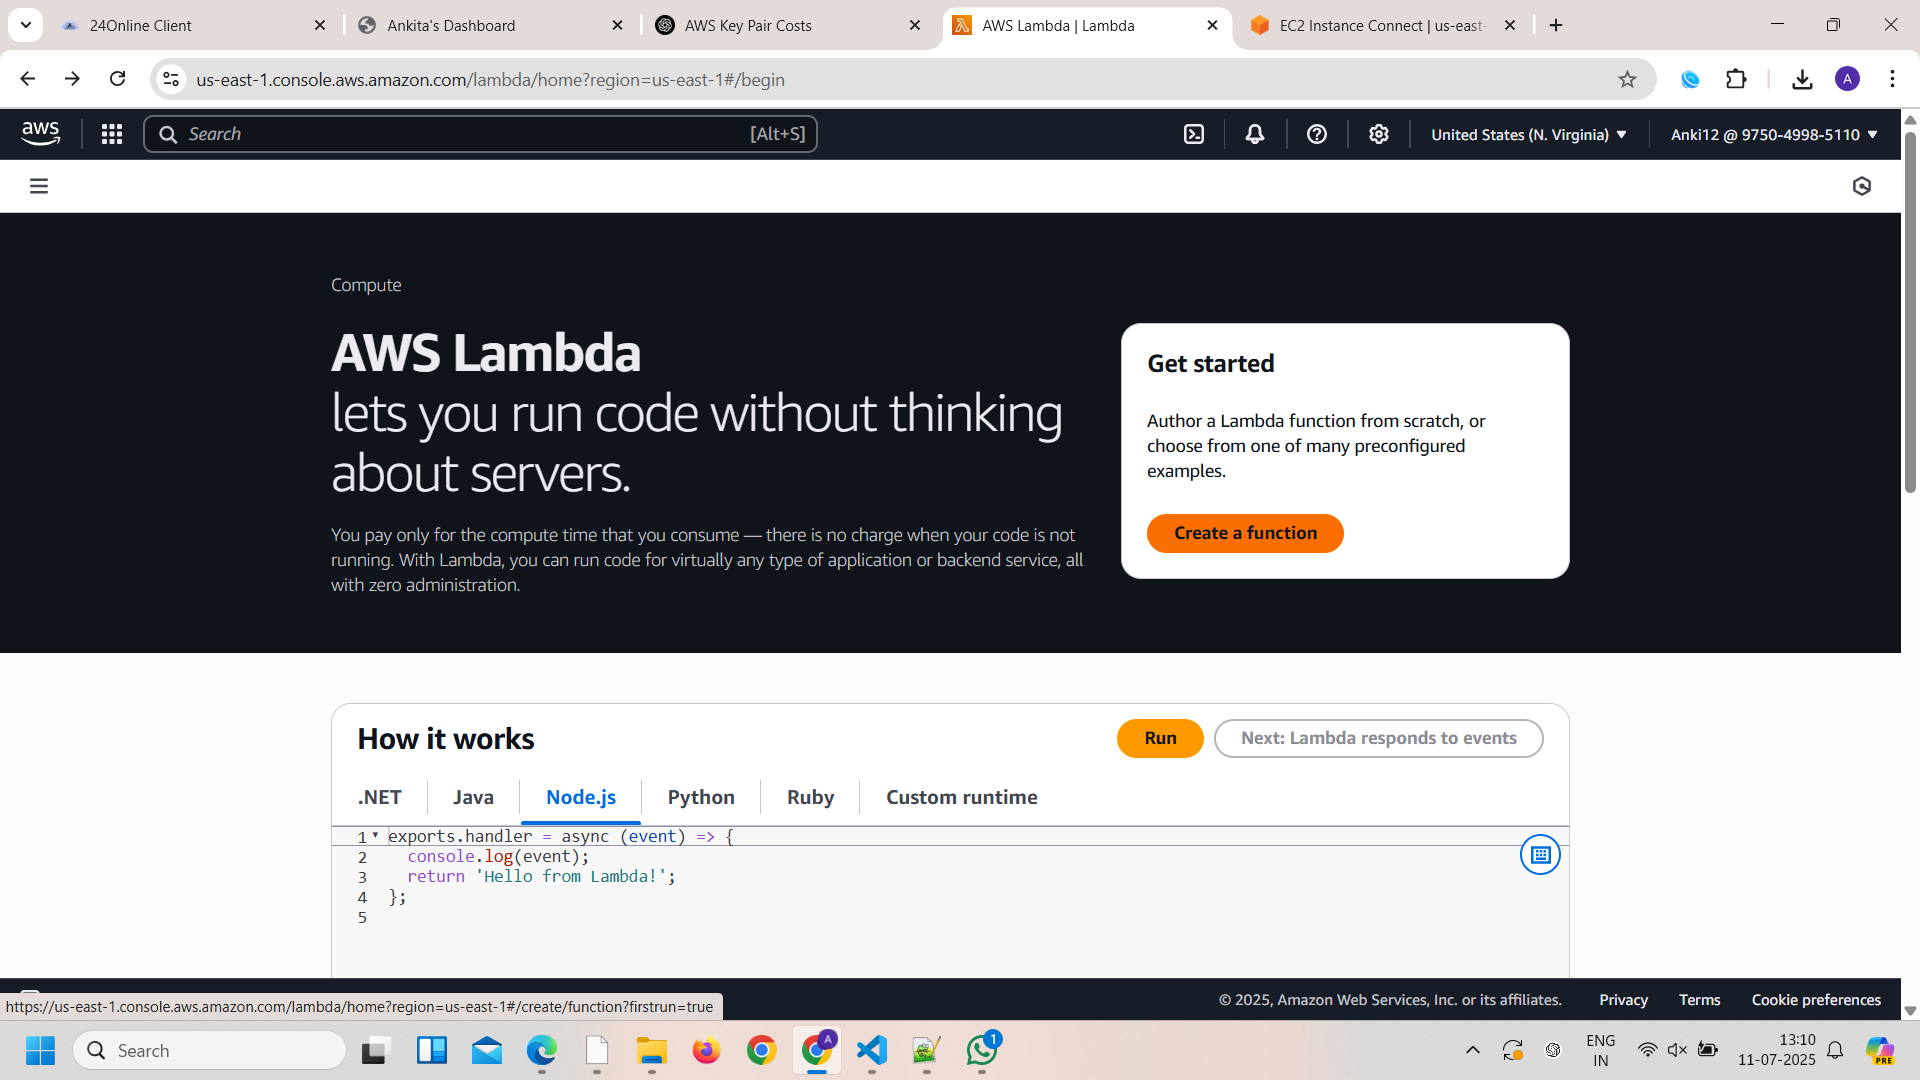 24Online Client
Ankita's Dashboard
AWS Key Pair Costs
AWS Lambda | Lambda
EC2 Instance Connect | us-east-
us-east-1.console.aws.amazon.com/lambda/home?region=us-east-1#/begin
A
aws
Search
[Alt+S]
United States (N. Virginia)
Anki12 @ 9750-4998-5110
Compute
AWS Lambda
lets you run code without thinking
about servers.
You pay only for the compute time that you consume — there is no charge when your code is not
running. With Lambda, you can run code for virtually any type of application or backend service, all
with zero administration.
Get started
Author a Lambda function from scratch, or
choose from one of many preconfigured
examples.
Create a function
How it works
Run
Next: Lambda responds to events
.NET
Java
Node.js
Python
Ruby
Custom runtime
1 exports.handler = async (event) => {
2 console.log(event);
3 return 'Hello from Lambda!';
4 };
5
https://us-east-1.console.aws.amazon.com/lambda/home?region=us-east-1#/create/function?firstrun=true
© 2025, Amazon Web Services, Inc. or its affiliates.
Privacy
Terms
Cookie preferences
Search
A
1
ENG
IN
13:10
11-07-2025
PRE